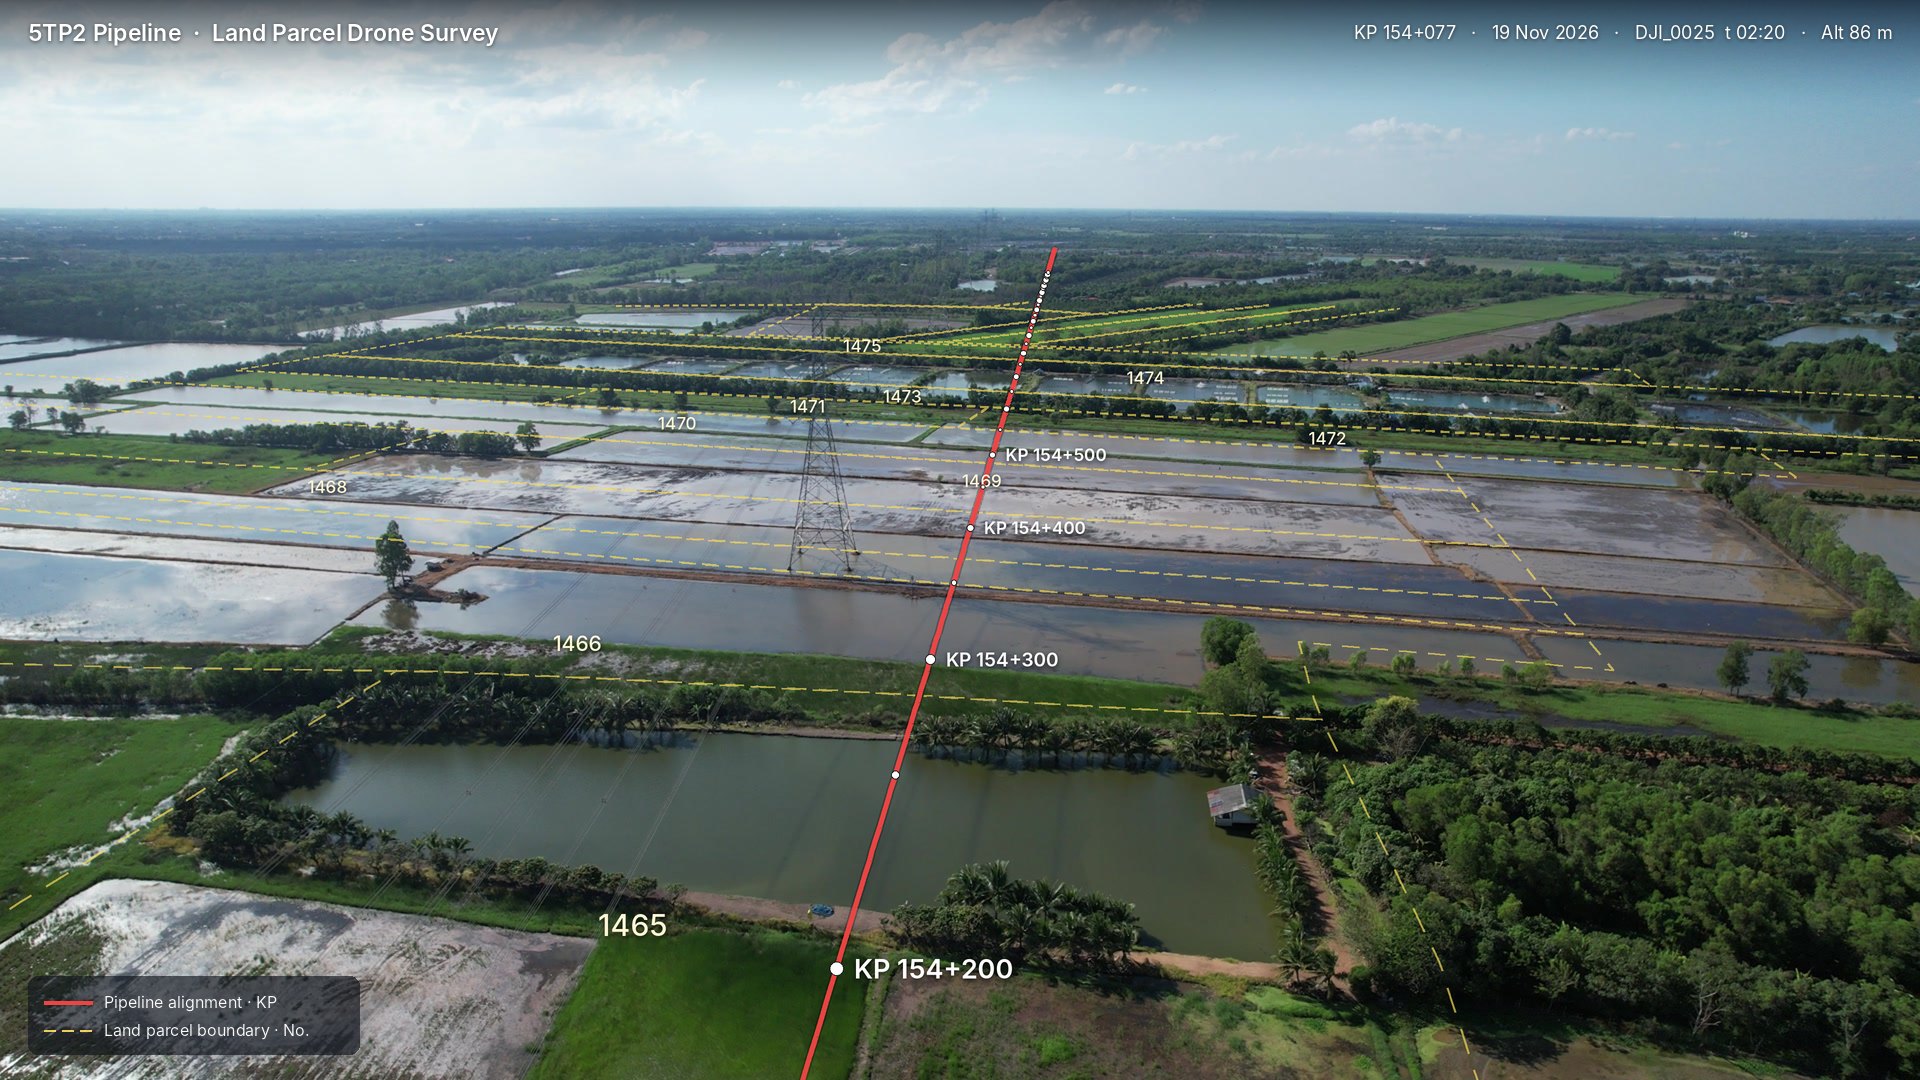 5TP2 Pipeline · Land Parcel Drone Survey
KP 154+077 · 19 Nov 2026 · DJI_0025 t 02:20 · Alt 86 m
1475
1474
1473
1471
1470
1472
KP 154+500
1469
1468
KP 154+400
1466
KP 154+300
1465
KP 154+200
Pipeline alignment · KP
Land parcel boundary · No.